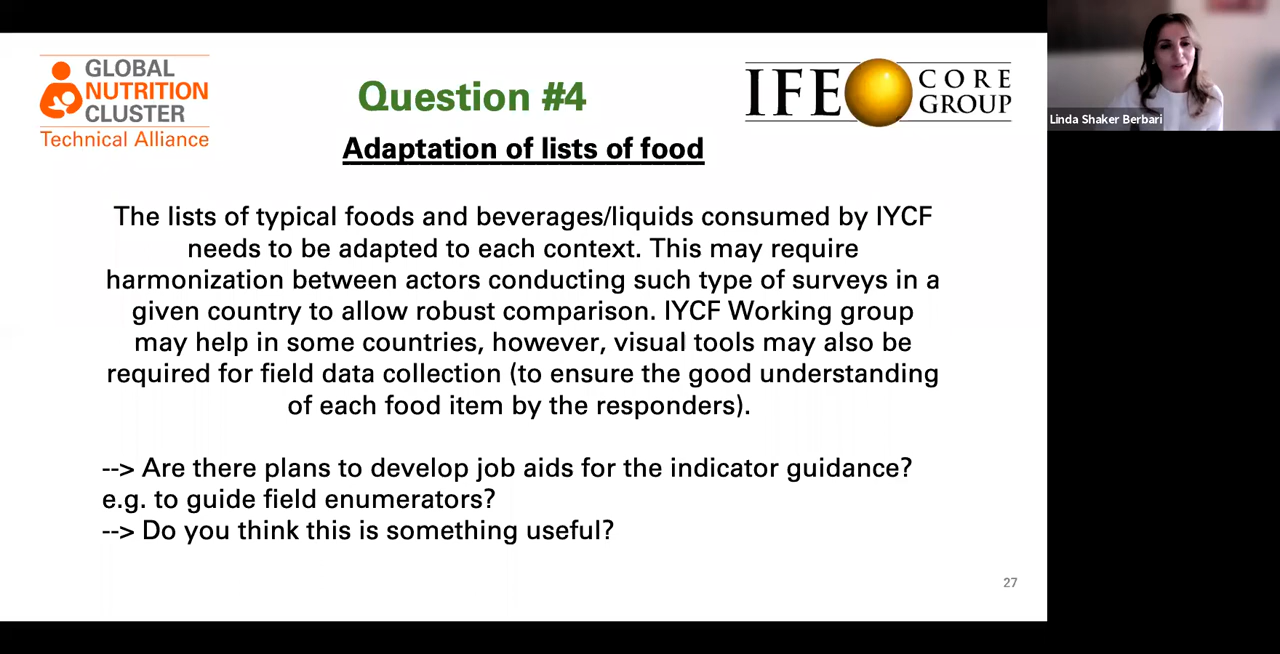 GLOBAL
NUTRITION
CLUSTER
Technical Alliance
Question #4
IFE CORE
GROUP
Adaptation of lists of food
The lists of typical foods and beverages/liquids consumed by IYCF
needs to be adapted to each context. This may require
harmonization between actors conducting such type of surveys in a
given country to allow robust comparison. IYCF Working group
may help in some countries, however, visual tools may also be
required for field data collection (to ensure the good understanding
of each food item by the responders).
--> Are there plans to develop job aids for the indicator guidance?
e.g. to guide field enumerators?
--> Do you think this is something useful?
27
Linda Shaker Berbari